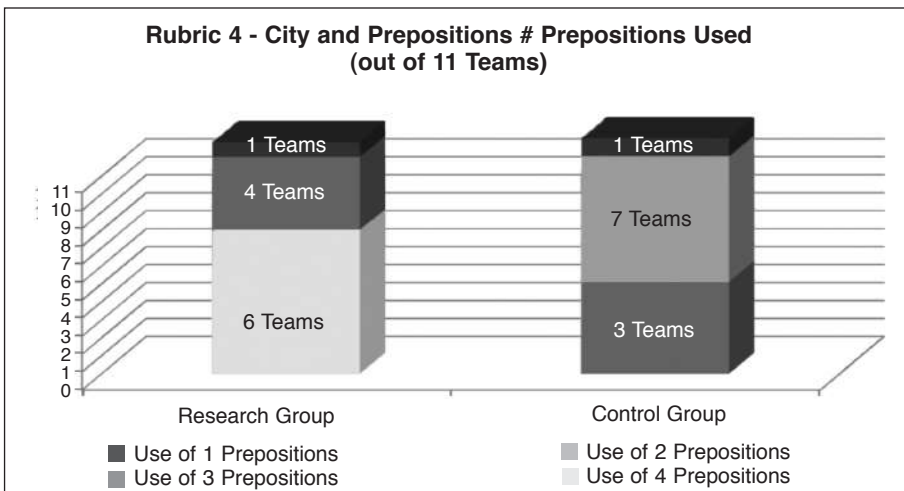 Rubric 4 - City and Prepositions # Prepositions Used
(out of 11 Teams)
1 Teams
4 Teams
6 Teams
1 Teams
7 Teams
3 Teams
11
10
9
8
7
6
5
4
3
2
1
0
Research Group
Control Group
Use of 1 Prepositions
Use of 2 Prepositions
Use of 3 Prepositions
Use of 4 Prepositions